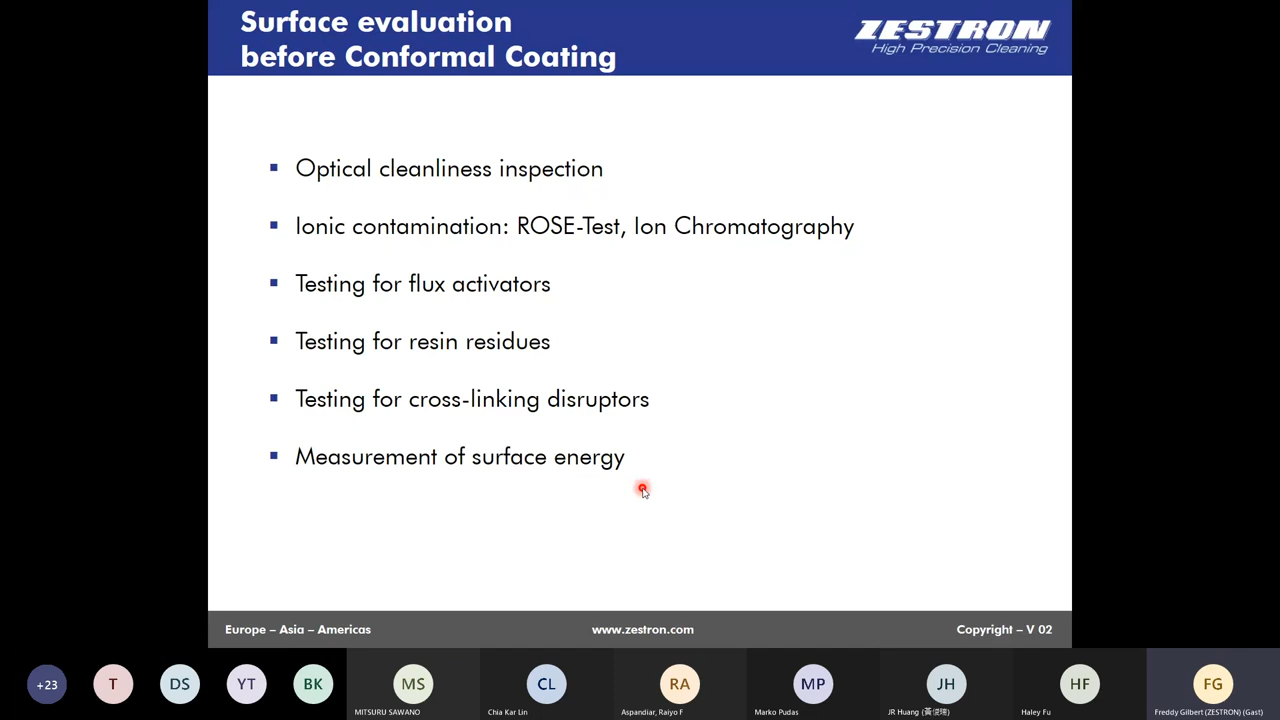 Surface evaluation
before Conformal Coating
ZESTRON
High Precision Cleaning
▪ Optical cleanliness inspection
▪ Ionic contamination: ROSE-Test, Ion Chromatography
▪ Testing for flux activators
▪ Testing for resin residues
▪ Testing for cross-linking disruptors
▪ Measurement of surface energy
Europe – Asia – Americas
www.zestron.com
Copyright – V 02
+23
T
DS
YT
BK
MS
CL
RA
MP
JH
HF
FG
MITSURU SAWANO
Chia Kar Lin
Aspandiar, Raiyo F
Marko Pudas
JR Huang
Haley Fu
Freddy Gilbert (ZESTRON) (Gast)